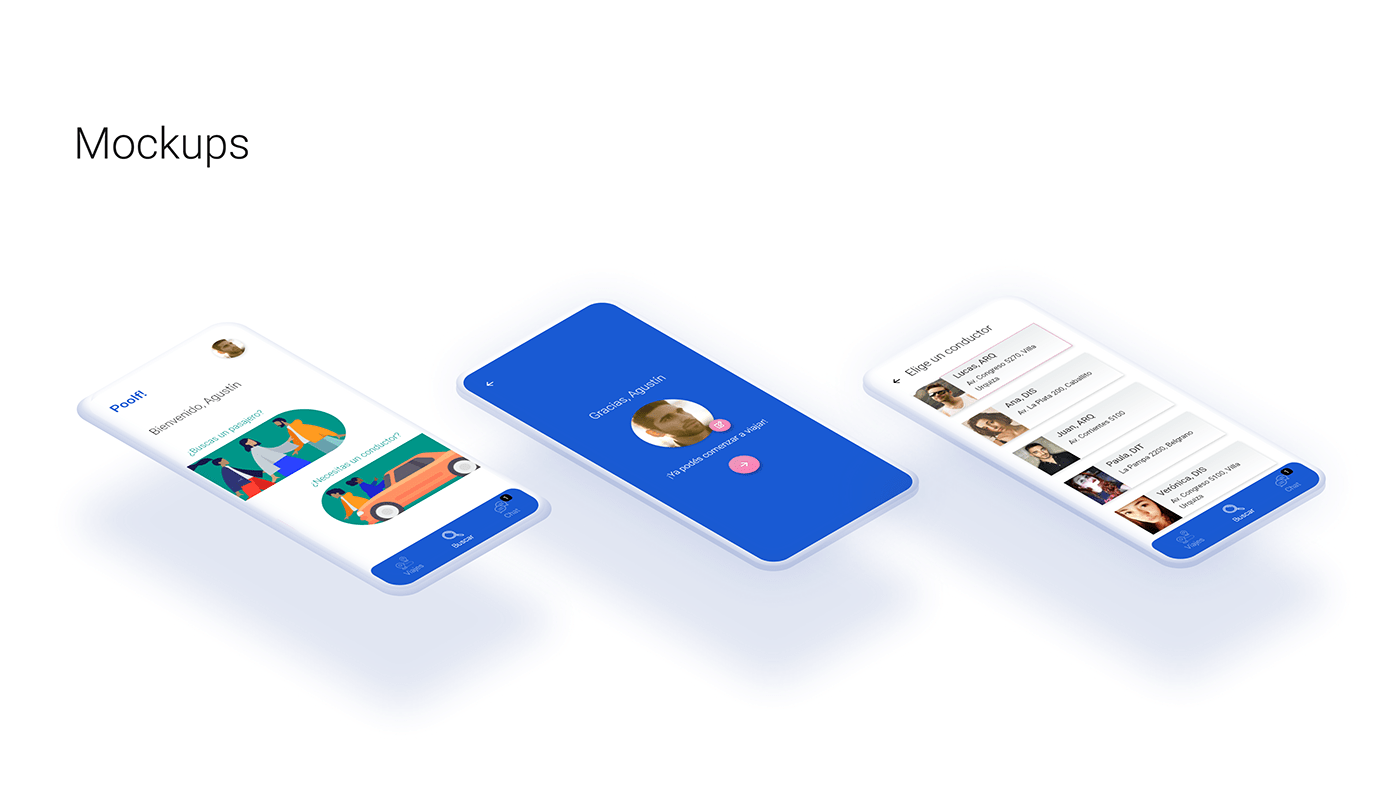 Mockups
Poolf!
Bienvenido, Agustín
¿Buscas un pasajero?
¿Necesitas un conductor?
Viajes
Buscar
1
Chat
Gracias, Agustín
¡Ya podés comenzar a viajar!
Elige un conductor
Lucas, ARQ
Av. Congreso 5270, Villa
Urquiza
Ana, DIS
Av. La Plata 200, Caballito
Juan, ARQ
Av. Corrientes 5100
Paula, DIT
La Pampa 2200, Belgrano
Verónica, DIS
Av. Congreso 5100, Villa
Urquiza
Viajes
Buscar
1
Chat